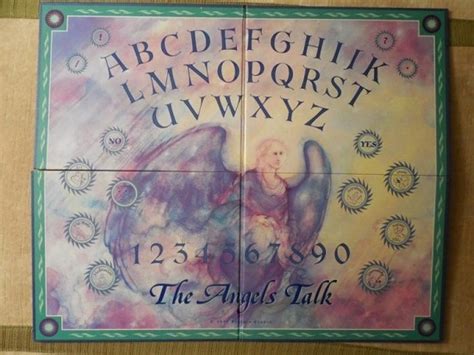 ABCDEFGHIJK
LMNOPQRST
UVWXYZ
NO
YES
1234567890
The Angels Talk